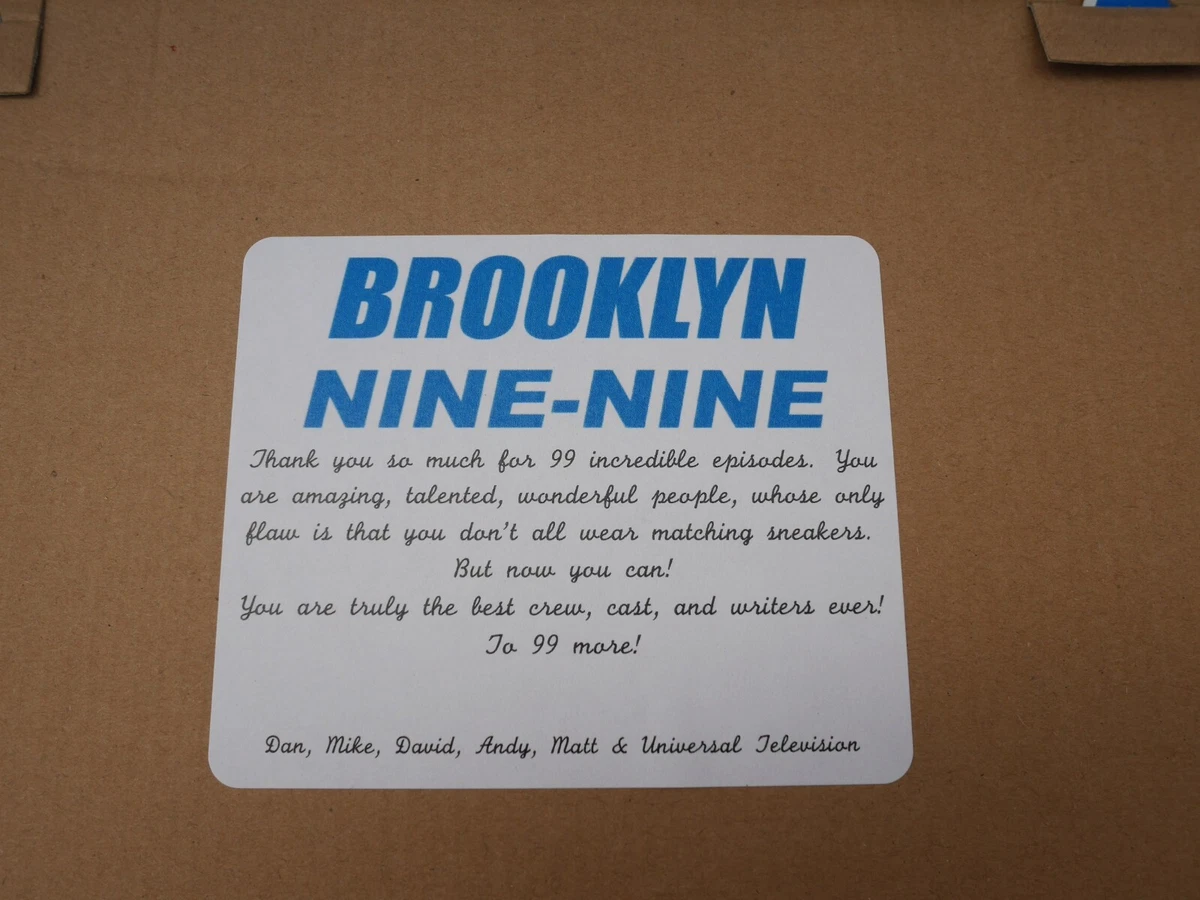 BROOKLYN
NINE-NINE
Thank you so much for 99 incredible episodes. You
are amazing, talented, wonderful people, whose only
flaw is that you don't all wear matching sneakers.
But now you can!
You are truly the best crew, cast, and writers ever!
To 99 more!
Dan, Mike, David, Andy, Matt & Universal Television